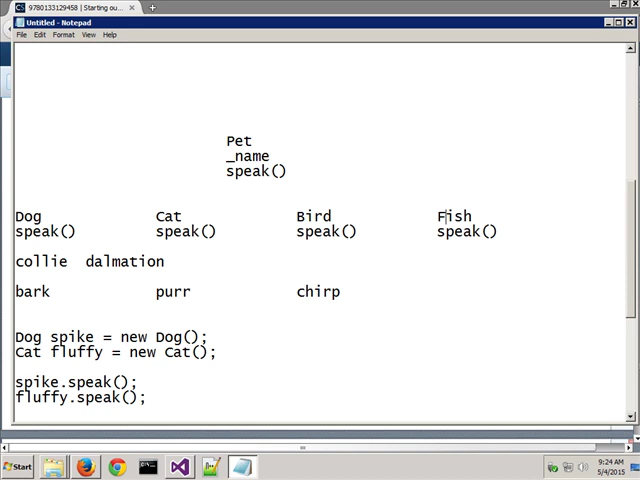 9780133129458 | Starting ou...
Untitled - Notepad
File Edit Format View Help
Pet
_name
speak()
Dog Cat Bird Fish
speak() speak() speak() speak()
collie dalmation
bark purr chirp
Dog spike = new Dog();
Cat fluffy = new Cat();
spike.speak();
fluffy.speak();
Start
9:24 AM
5/4/2015